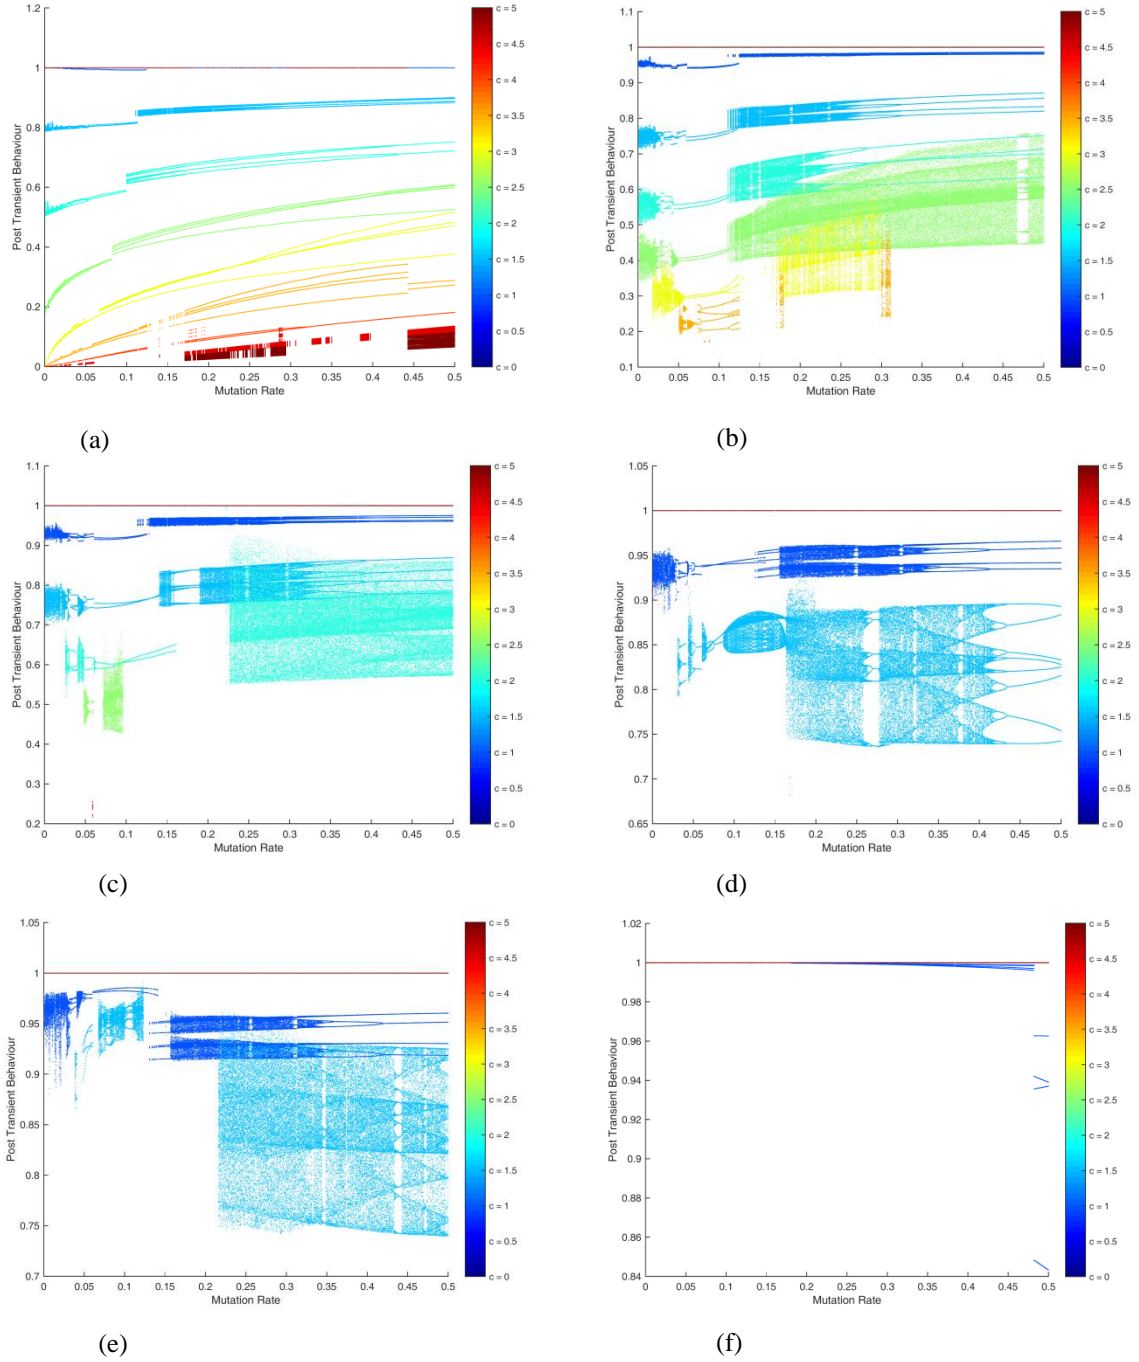 1.2
1
0.8
0.6
0.4
0.2
0
Post Transient Behaviour
0 0.05 0.1 0.15 0.2 0.25 0.3 0.35 0.4 0.45 0.5
Mutation Rate
c = 5
c = 4.5
c = 4
c = 3.5
c = 3
c = 2.5
c = 2
c = 1.5
c = 1
c = 0.5
c = 0
(a)
1.1
1
0.9
0.8
0.7
0.6
0.5
0.4
0.3
0.2
0.1
Post Transient Behaviour
0 0.05 0.1 0.15 0.2 0.25 0.3 0.35 0.4 0.45 0.5
Mutation Rate
c = 5
c = 4.5
c = 4
c = 3.5
c = 3
c = 2.5
c = 2
c = 1.5
c = 1
c = 0.5
c = 0
(b)
1.1
1
0.9
0.8
0.7
0.6
0.5
0.4
0.3
0.2
Post Transient Behaviour
0 0.05 0.1 0.15 0.2 0.25 0.3 0.35 0.4 0.45 0.5
Mutation Rate
c = 5
c = 4.5
c = 4
c = 3.5
c = 3
c = 2.5
c = 2
c = 1.5
c = 1
c = 0.5
c = 0
(c)
1.05
1
0.95
0.9
0.85
0.8
0.75
0.7
0.65
Post Transient Behaviour
0 0.05 0.1 0.15 0.2 0.25 0.3 0.35 0.4 0.45 0.5
Mutation Rate
c = 5
c = 4.5
c = 4
c = 3.5
c = 3
c = 2.5
c = 2
c = 1.5
c = 1
c = 0.5
c = 0
(d)
1.05
1
0.95
0.9
0.85
0.8
0.75
0.7
Post Transient Behaviour
0 0.05 0.1 0.15 0.2 0.25 0.3 0.35 0.4 0.45 0.5
Mutation Rate
c = 5
c = 4.5
c = 4
c = 3.5
c = 3
c = 2.5
c = 2
c = 1.5
c = 1
c = 0.5
c = 0
(e)
1.02
1
0.98
0.96
0.94
0.92
0.9
0.88
0.86
0.84
Post Transient Behaviour
0 0.05 0.1 0.15 0.2 0.25 0.3 0.35 0.4 0.45 0.5
Mutation Rate
c = 5
c = 4.5
c = 4
c = 3.5
c = 3
c = 2.5
c = 2
c = 1.5
c = 1
c = 0.5
c = 0
(f)